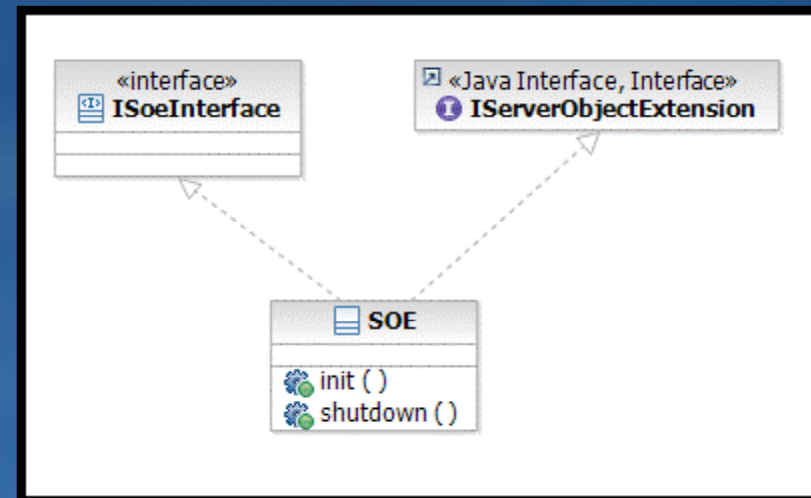 «interface»
ISoeInterface
«Java Interface, Interface»
IServerObjectExtension
SOE
init ( )
shutdown ( )